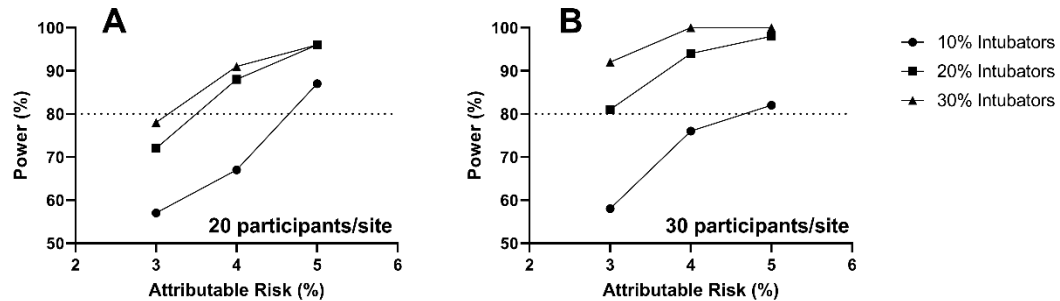 A
100
90
80
70
60
50
Power (%)
20 participants/site
2 3 4 5 6
Attributable Risk (%)
B
100
90
80
70
60
50
Power (%)
30 participants/site
2 3 4 5 6
Attributable Risk (%)
10% Intubators
20% Intubators
30% Intubators